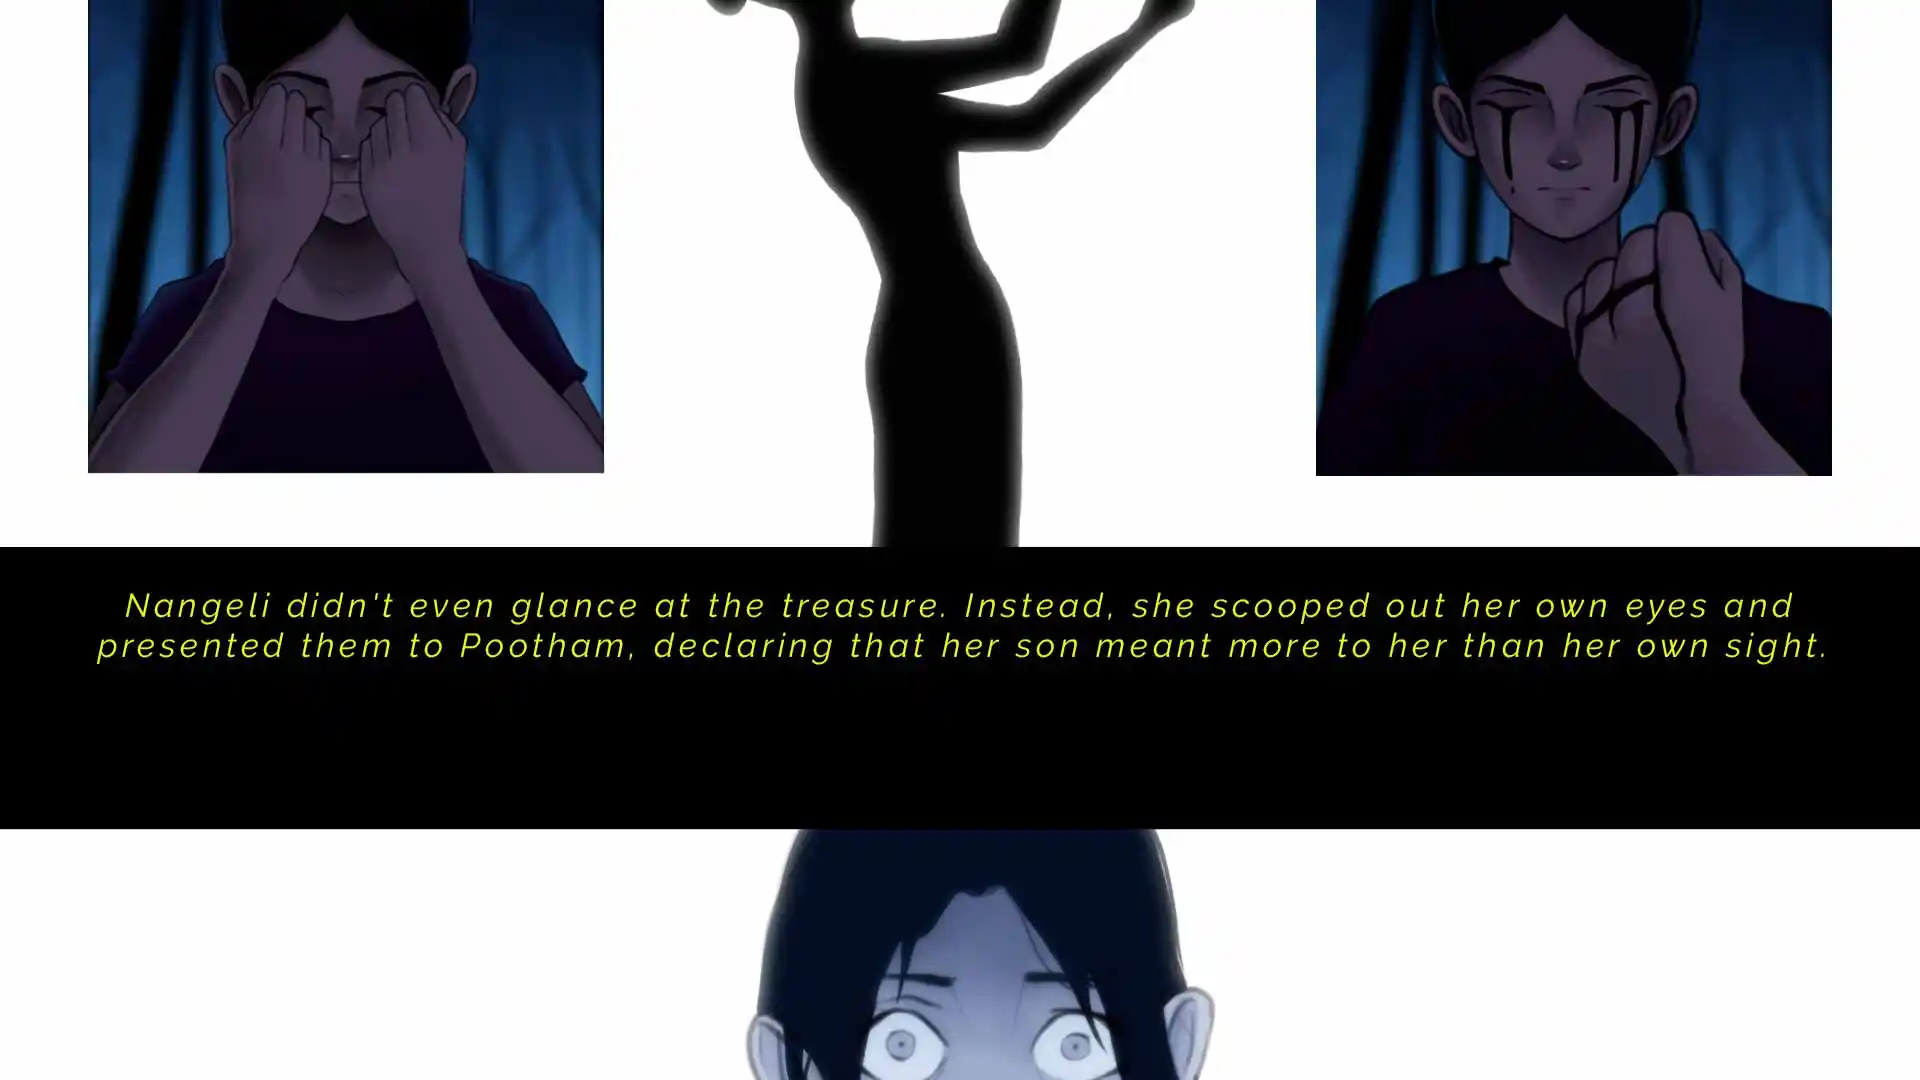 Nangeli didn't even glance at the treasure. Instead, she scooped out her own eyes and
presented them to Pootham, declaring that her son meant more to her than her own sight.